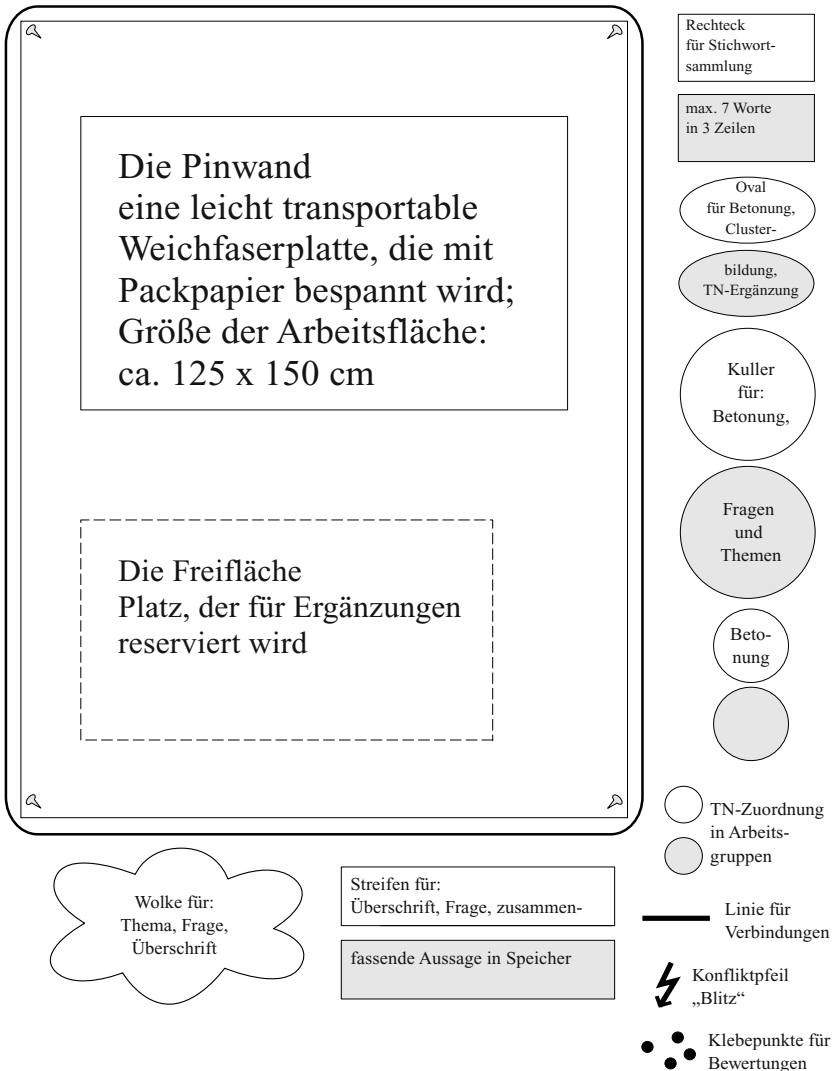 Die Pinwand
eine leicht transportable
Weichfaserplatte, die mit
Packpapier bespannt wird;
Größe der Arbeitsfläche:
ca. 125 x 150 cm
Die Freifläche
Platz, der für Ergänzungen
reserviert wird
Rechteck
für Stichwort-
sammlung
max. 7 Worte
in 3 Zeilen
Oval
für Betonung,
Cluster-
bildung,
TN-Ergänzung
Kuller
für:
Betonung,
Fragen
und
Themen
Beto-
nung
TN-Zuordnung
in Arbeits-
gruppen
Wolke für:
Thema, Frage,
Überschrift
Streifen für:
Überschrift, Frage, zusammen-
fassende Aussage in Speicher
Linie für
Verbindungen
Konfliktpfeil
„Blitz“
Klebepunkte für
Bewertungen